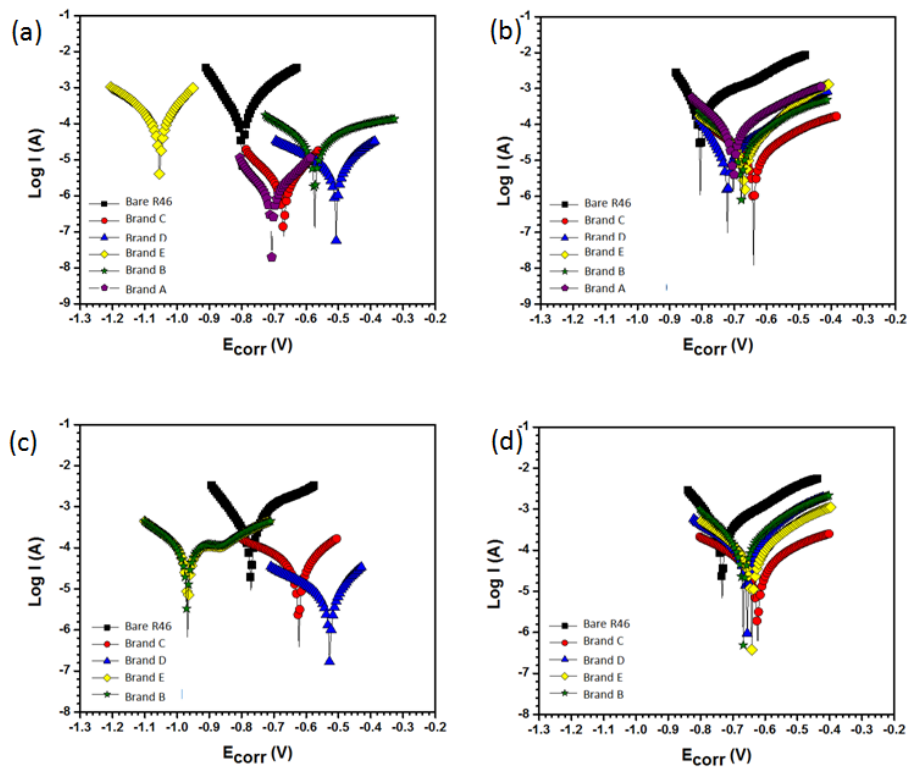 (a)
-1
-2
-3
-4
-5
-6
-7
-8
-9
Log I (A)
Bare R46
Brand C
Brand D
Brand E
Brand B
Brand A
-1.3 -1.2 -1.1 -1.0 -0.9 -0.8 -0.7 -0.6 -0.5 -0.4 -0.3 -0.2
Ecorr (V)
(b)
-1
-2
-3
-4
-5
-6
-7
-8
-9
Log I (A)
Bare R46
Brand C
Brand D
Brand E
Brand B
Brand A
-1.3 -1.2 -1.1 -1.0 -0.9 -0.8 -0.7 -0.6 -0.5 -0.4 -0.3 -0.2
Ecorr (V)
(c)
-1
-2
-3
-4
-5
-6
-7
-8
Log I (A)
Bare R46
Brand C
Brand D
Brand E
Brand B
-1.3 -1.2 -1.1 -1.0 -0.9 -0.8 -0.7 -0.6 -0.5 -0.4 -0.3 -0.2
Ecorr (V)
(d)
-1
-2
-3
-4
-5
-6
-7
-8
Log I (A)
Bare R46
Brand C
Brand D
Brand E
Brand B
-1.3 -1.2 -1.1 -1.0 -0.9 -0.8 -0.7 -0.6 -0.5 -0.4 -0.3 -0.2
Ecorr (V)